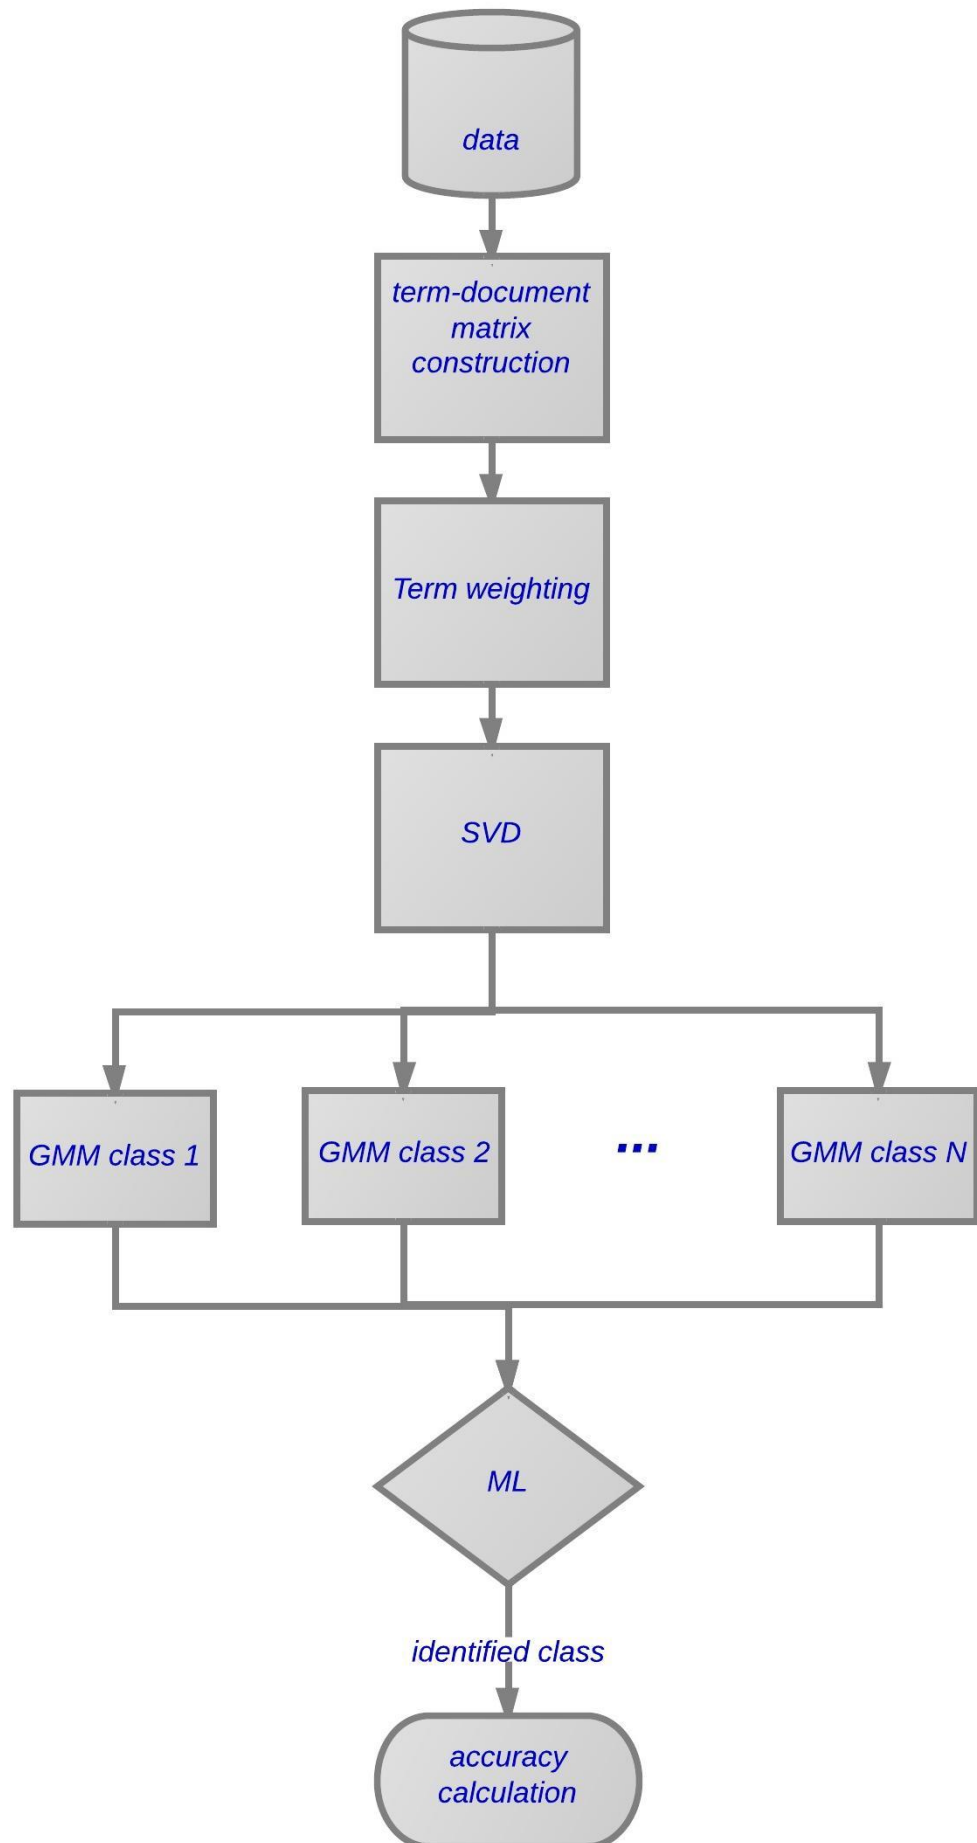 data
term-document
matrix
construction
Term weighting
SVD
GMM class 1
GMM class 2
...
GMM class N
ML
identified class
accuracy
calculation